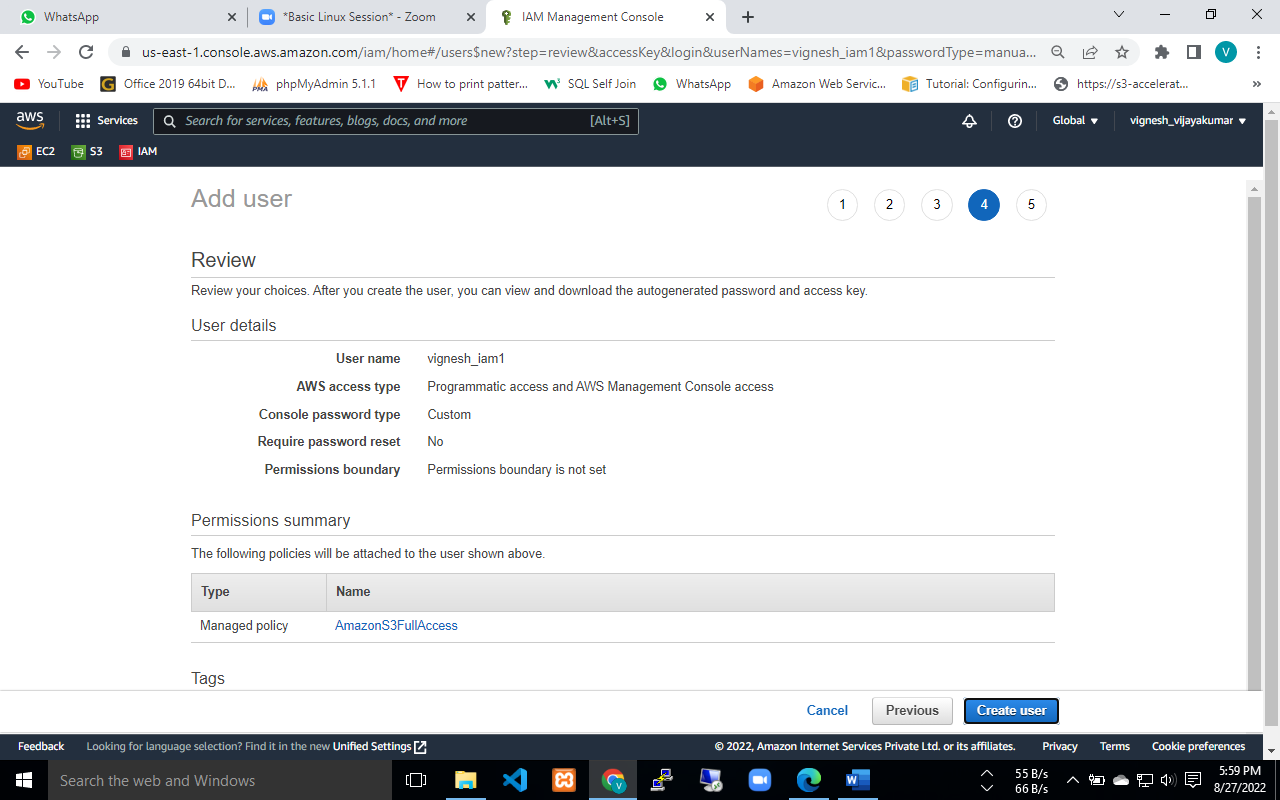 WhatsApp
*Basic Linux Session* - Zoom
IAM Management Console
us-east-1.console.aws.amazon.com/iam/home#/users$new?step=review&accessKey&login&userNames=vignesh_iam1&passwordType=manua...
V
YouTube
G
Office 2019 64bit D...
PMA
phpMyAdmin 5.1.1
How to print patter...
SQL Self Join
WhatsApp
Amazon Web Servic...
Tutorial: Configurin...
https://s3-accelerat...
»
aws
Services
Search for services, features, blogs, docs, and more
[Alt+S]
Global
vignesh_vijayakumar
EC2
S3
IAM
Add user
1
2
3
4
5
Review
Review your choices. After you create the user, you can view and download the autogenerated password and access key.
User details
User name vignesh_iam1
AWS access type Programmatic access and AWS Management Console access
Console password type Custom
Require password reset No
Permissions boundary Permissions boundary is not set
Permissions summary
The following policies will be attached to the user shown above.
Type Name
Managed policy AmazonS3FullAccess
Tags
Cancel
Previous
Create user
Feedback
Looking for language selection? Find it in the new Unified Settings
© 2022, Amazon Internet Services Private Ltd. or its affiliates.
Privacy
Terms
Cookie preferences
Search the web and Windows
55 B/s
66 B/s
5:59 PM
8/27/2022